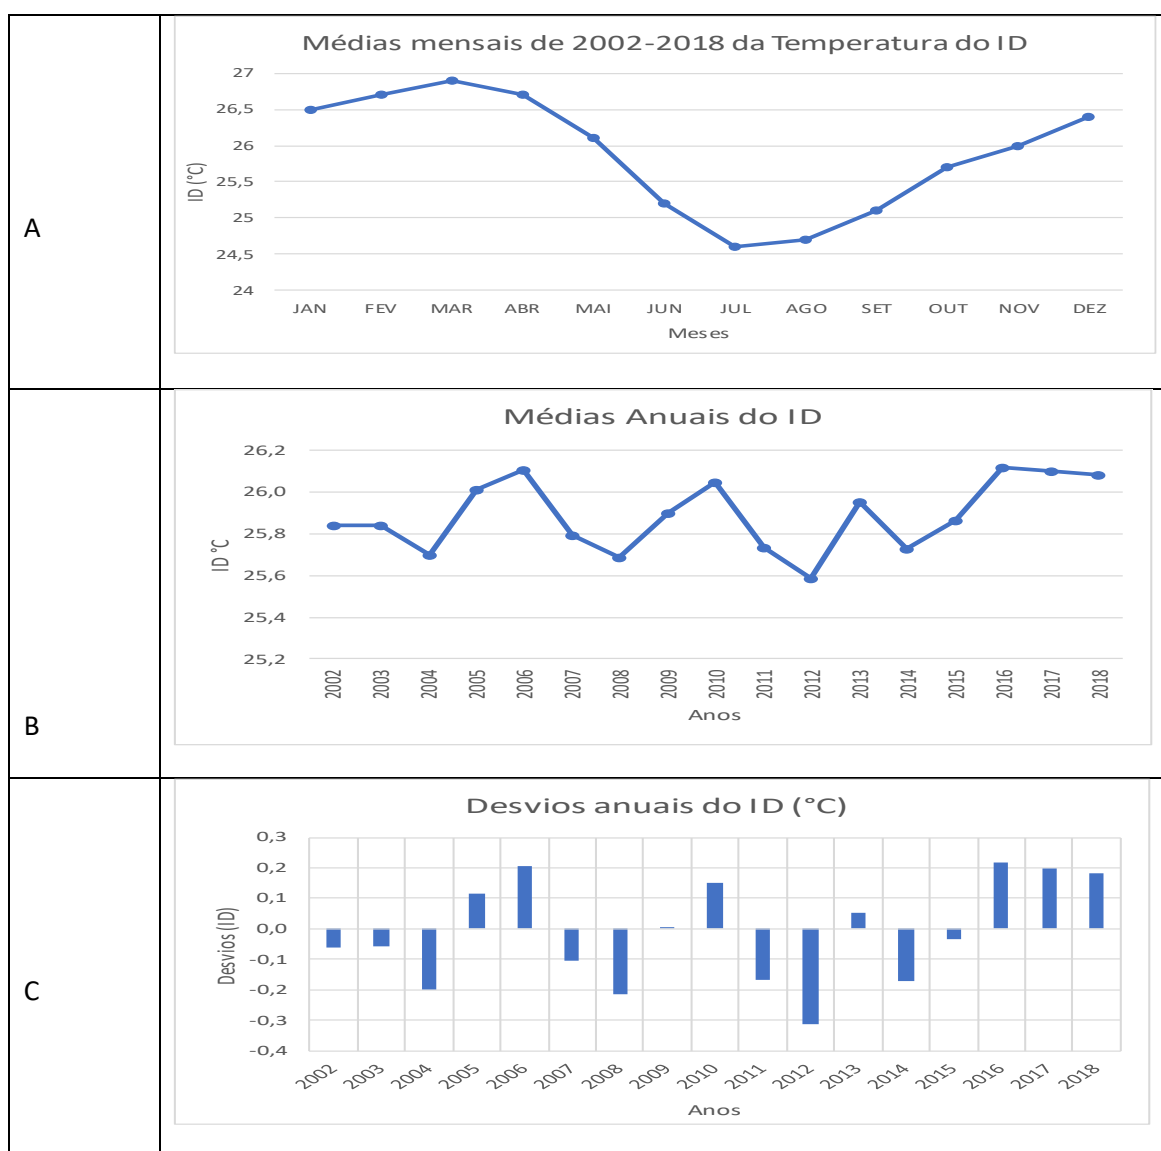 A
Médias mensais de 2002-2018 da Temperatura do ID
27
26,5
26
25,5
25
24,5
24
ID (°C)
JAN FEV MAR ABR MAI JUN JUL AGO SET OUT NOV DEZ
Meses
B
Médias Anuais do ID
26,2
26,0
25,8
25,6
25,4
25,2
ID °C
2002 2003 2004 2005 2006 2007 2008 2009 2010 2011 2012 2013 2014 2015 2016 2017 2018
Anos
C
Desvios anuais do ID (°C)
0,3
0,2
0,1
0,0
-0,1
-0,2
-0,3
-0,4
Desvios (ID)
2002 2003 2004 2005 2006 2007 2008 2009 2010 2011 2012 2013 2014 2015 2016 2017 2018
Anos